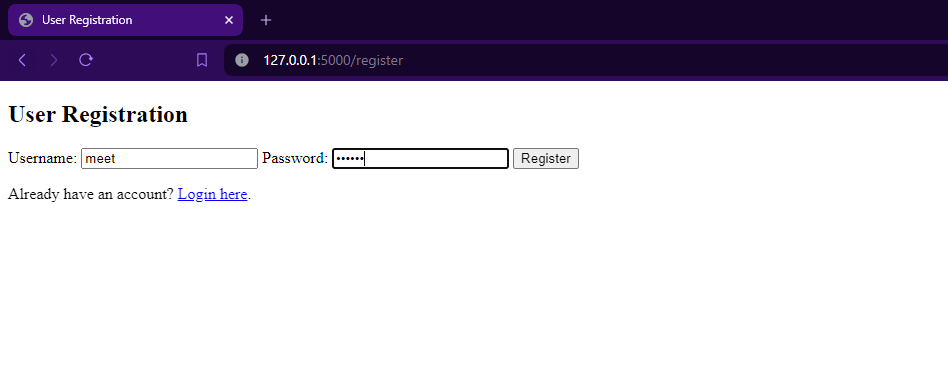 User Registration
127.0.0.1:5000/register
User Registration
Username: meet Password: •••••• Register
Already have an account? Login here.